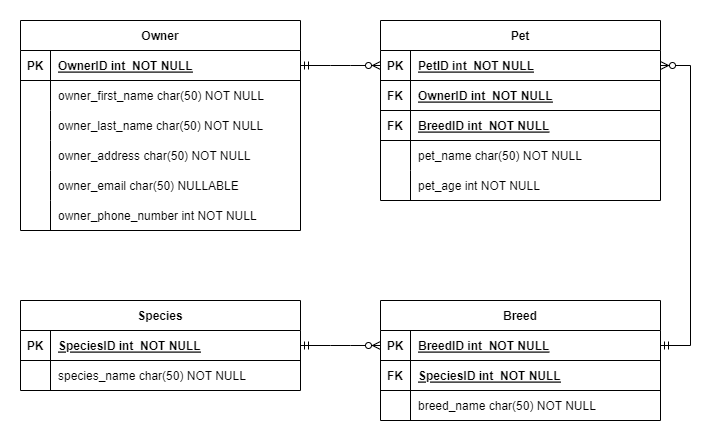 Owner
PK OwnerID int NOT NULL
owner_first_name char(50) NOT NULL
owner_last_name char(50) NOT NULL
owner_address char(50) NOT NULL
owner_email char(50) NULLABLE
owner_phone_number int NOT NULL
Pet
PK PetID int NOT NULL
FK OwnerID int NOT NULL
FK BreedID int NOT NULL
pet_name char(50) NOT NULL
pet_age int NOT NULL
Species
PK SpeciesID int NOT NULL
species_name char(50) NOT NULL
Breed
PK BreedID int NOT NULL
FK SpeciesID int NOT NULL
breed_name char(50) NOT NULL